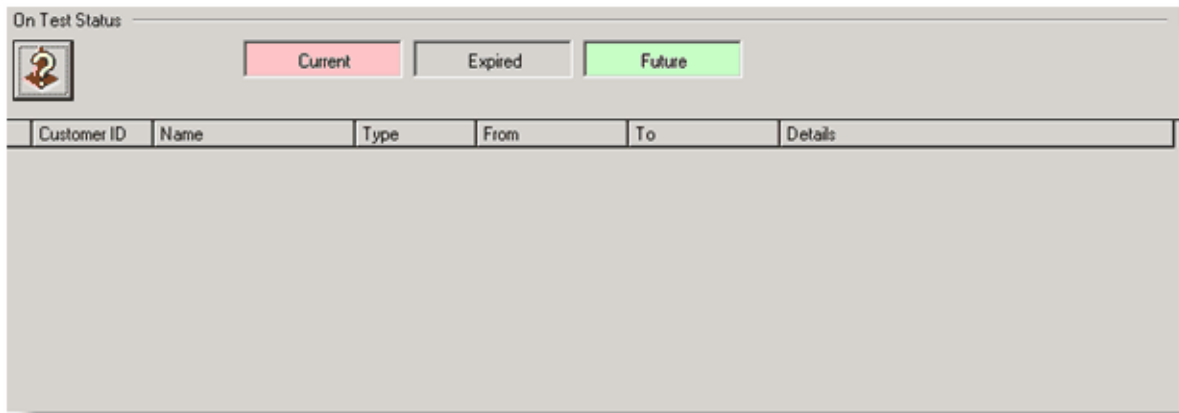 On Test Status
Current Expired Future
Customer ID Name Type From To Details